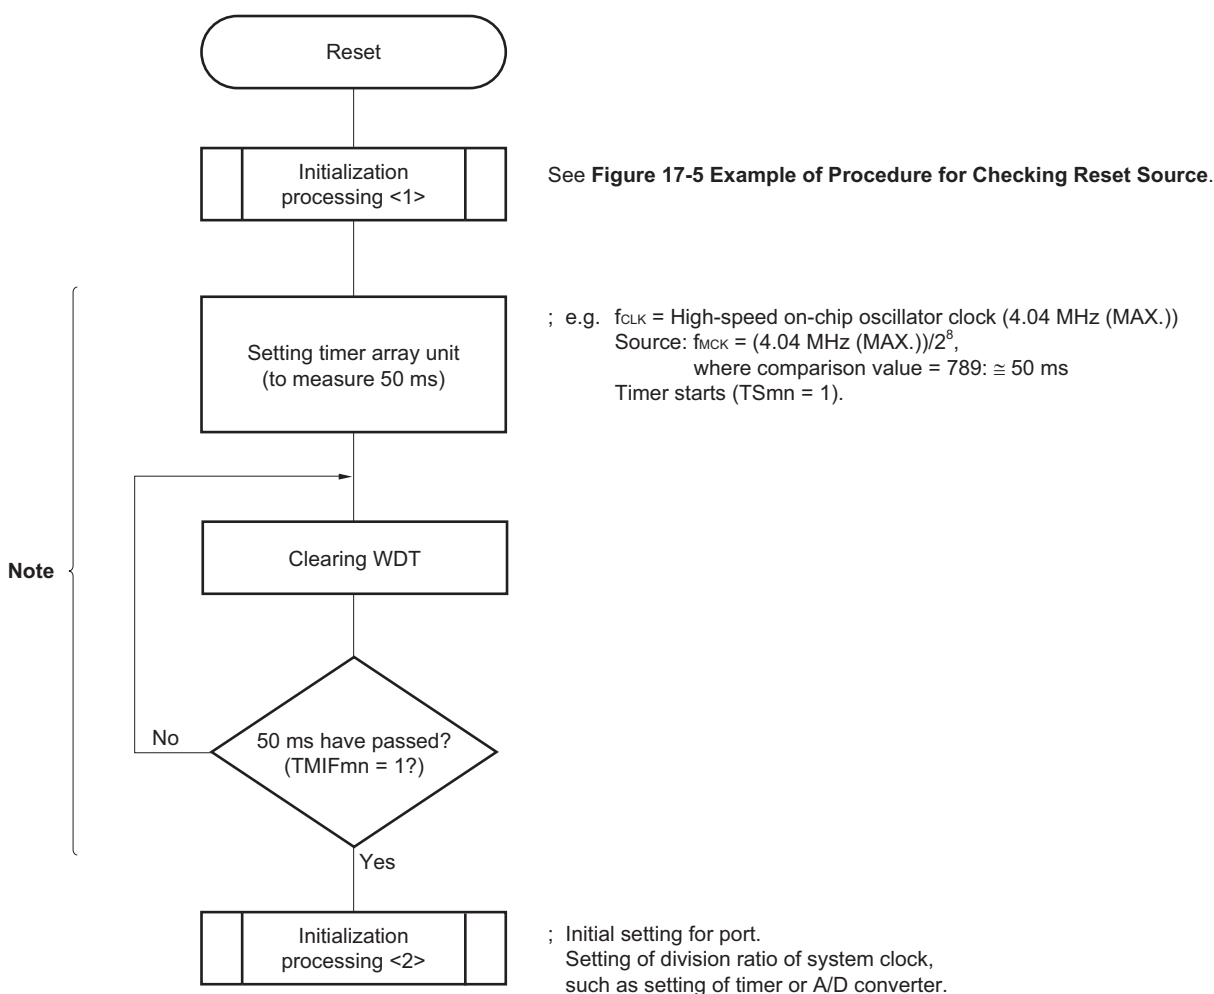 Reset
Initialization
processing <1>
See Figure 17-5 Example of Procedure for Checking Reset Source.
Setting timer array unit
(to measure 50 ms)
; e.g. fCLK = High-speed on-chip oscillator clock (4.04 MHz (MAX.))
Source: fMCK = (4.04 MHz (MAX.))/2⁸,
where comparison value = 789: ≅ 50 ms
Timer starts (TSmn = 1).
Clearing WDT
Note
No
50 ms have passed?
(TMIFmn = 1?)
Yes
Initialization
processing <2>
; Initial setting for port.
Setting of division ratio of system clock,
such as setting of timer or A/D converter.